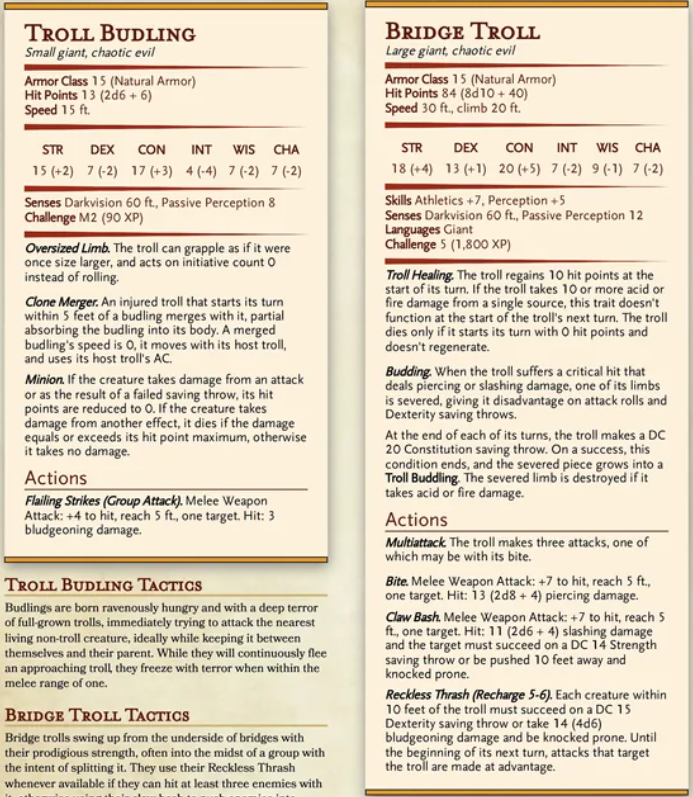 TROLL BUDLING
Small giant, chaotic evil
Armor Class 15 (Natural Armor)
Hit Points 13 (2d6 + 6)
Speed 15 ft.
STR DEX CON INT WIS CHA
15 (+2) 7 (-2) 17 (+3) 4 (-4) 7 (-2) 7 (-2)
Senses Darkvision 60 ft., Passive Perception 8
Challenge M2 (90 XP)
Oversized Limb. The troll can grapple as if it were
once size larger, and acts on initiative count 0
instead of rolling.
Clone Merger. An injured troll that starts its turn
within 5 feet of a budling merges with it, partial
absorbing the budling into its body. A merged
budling's speed is 0, it moves with its host troll,
and uses its host troll's AC.
Minion. If the creature takes damage from an attack
or as the result of a failed saving throw, its hit
points are reduced to 0. If the creature takes
damage from another effect, it dies if the damage
equals or exceeds its hit point maximum, otherwise
it takes no damage.
Actions
Flailing Strikes (Group Attack). Melee Weapon
Attack: +4 to hit, reach 5 ft., one target. Hit: 3
bludgeoning damage.
TROLL BUDLING TACTICS
Budlings are born ravenously hungry and with a deep terror
of full-grown trolls, immediately trying to attack the nearest
living non-troll creature, ideally while keeping it between
themselves and their parent. While they will continuously flee
an approaching troll, they freeze with terror when within the
melee range of one.
BRIDGE TROLL TACTICS
Bridge trolls swing up from the underside of bridges with
their prodigious strength, often into the midst of a group with
the intent of splitting it. They use their Reckless Thrash
whenever available if they can hit at least three enemies with
BRIDGE TROLL
Large giant, chaotic evil
Armor Class 15 (Natural Armor)
Hit Points 84 (8d10 + 40)
Speed 30 ft., climb 20 ft.
STR DEX CON INT WIS CHA
18 (+4) 13 (+1) 20 (+5) 7 (-2) 9 (-1) 7 (-2)
Skills Athletics +7, Perception +5
Senses Darkvision 60 ft., Passive Perception 12
Languages Giant
Challenge 5 (1,800 XP)
Troll Healing. The troll regains 10 hit points at the
start of its turn. If the troll takes 10 or more acid or
fire damage from a single source, this trait doesn't
function at the start of the troll's next turn. The troll
dies only if it starts its turn with 0 hit points and
doesn't regenerate.
Budding. When the troll suffers a critical hit that
deals piercing or slashing damage, one of its limbs
is severed, giving it disadvantage on attack rolls and
Dexterity saving throws.
At the end of each of its turns, the troll makes a DC
20 Constitution saving throw. On a success, this
condition ends, and the severed piece grows into a
Troll Buddling. The severed limb is destroyed if it
takes acid or fire damage.
Actions
Multiattack. The troll makes three attacks, one of
which may be with its bite.
Bite. Melee Weapon Attack: +7 to hit, reach 5 ft.,
one target. Hit: 13 (2d8 + 4) piercing damage.
Claw Bash. Melee Weapon Attack: +7 to hit, reach 5
ft., one target. Hit: 11 (2d6 + 4) slashing damage
and the target must succeed on a DC 14 Strength
saving throw or be pushed 10 feet away and
knocked prone.
Reckless Thrash (Recharge 5-6). Each creature within
10 feet of the troll must succeed on a DC 15
Dexterity saving throw or take 14 (4d6)
bludgeoning damage and be knocked prone. Until
the beginning of its next turn, attacks that target
the troll are made at advantage.